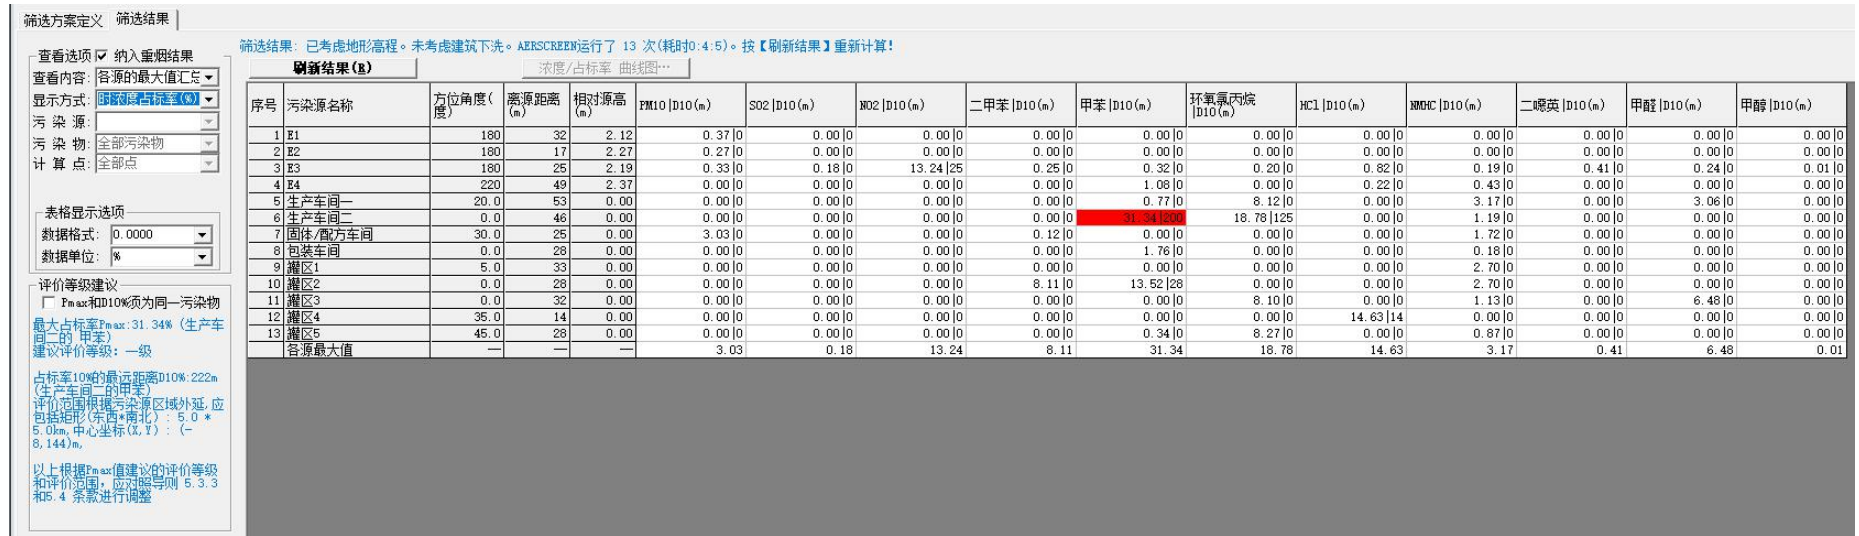 筛选方案定义 筛选结果
查看选项 纳入重烟结果
查看内容: 各源的最大值汇总
显示方式: 时浓度占标率(%)
污 染 源:
污 染 物: 全部污染物
计 算 点: 全部点
表格显示选项
数据格式: 0.0000
数据单位: %
评价等级建议
Pmax和D10%须为同一污染物
最大占标率Pmax:31.34% (生产车
间二的 甲苯)
建议评价等级: 一级
占标率10%的最远距离D10%:222m
(生产车间二的甲苯)
评价范围根据污染源区域外延, 应
包括矩形(东西*南北): 5.0 *
5.0km, 中心坐标(X,Y): (-
8,144)m,
以上根据Pmax值建议的评价等级
和评价范围, 应对照导则 5.3.3
和5.4 条款进行调整
筛选结果: 已考虑地形高程。未考虑建筑下洗。AERSCREEN运行了 13 次(耗时0:4:5)。按【刷新结果】重新计算!
刷新结果(R) 浓度/占标率 曲线图…
序号 污染源名称 方位角度(度) 离源距离(m) 相对源高(m) PM10|D10(m) SO2|D10(m) NO2|D10(m) 二甲苯|D10(m) 甲苯|D10(m) 环氧氯丙烷|D10(m) HCl|D10(m) NMHC|D10(m) 二噁英|D10(m) 甲醛|D10(m) 甲醇|D10(m)
1 E1 180 32 2.12 0.37|0 0.00|0 0.00|0 0.00|0 0.00|0 0.00|0 0.00|0 0.00|0 0.00|0 0.00|0 0.00|0
2 E2 180 17 2.27 0.27|0 0.00|0 0.00|0 0.00|0 0.00|0 0.00|0 0.00|0 0.00|0 0.00|0 0.00|0 0.00|0
3 E3 180 25 2.19 0.33|0 0.18|0 13.24|25 0.25|0 0.32|0 0.20|0 0.82|0 0.19|0 0.41|0 0.24|0 0.01|0
4 E4 220 49 2.37 0.00|0 0.00|0 0.00|0 0.00|0 1.08|0 0.00|0 0.22|0 0.43|0 0.00|0 0.00|0 0.00|0
5 生产车间一 20.0 53 0.00 0.00|0 0.00|0 0.00|0 0.00|0 0.77|0 8.12|0 0.00|0 3.17|0 0.00|0 3.06|0 0.00|0
6 生产车间二 0.0 46 0.00 0.00|0 0.00|0 0.00|0 0.00|0 31.34|200 18.78|125 0.00|0 1.19|0 0.00|0 0.00|0 0.00|0
7 固体/配方车间 30.0 25 0.00 3.03|0 0.00|0 0.00|0 0.12|0 0.00|0 0.00|0 0.00|0 1.72|0 0.00|0 0.00|0 0.00|0
8 包装车间 0.0 28 0.00 0.00|0 0.00|0 0.00|0 0.00|0 1.76|0 0.00|0 0.00|0 0.18|0 0.00|0 0.00|0 0.00|0
9 罐区1 5.0 33 0.00 0.00|0 0.00|0 0.00|0 0.00|0 0.00|0 0.00|0 0.00|0 2.70|0 0.00|0 0.00|0 0.00|0
10 罐区2 0.0 28 0.00 0.00|0 0.00|0 0.00|0 8.11|0 13.52|28 0.00|0 0.00|0 2.70|0 0.00|0 0.00|0 0.00|0
11 罐区3 0.0 32 0.00 0.00|0 0.00|0 0.00|0 0.00|0 0.00|0 8.10|0 0.00|0 1.13|0 0.00|0 6.48|0 0.00|0
12 罐区4 35.0 14 0.00 0.00|0 0.00|0 0.00|0 0.00|0 0.00|0 0.00|0 14.63|14 0.00|0 0.00|0 0.00|0 0.00|0
13 罐区5 45.0 28 0.00 0.00|0 0.00|0 0.00|0 0.00|0 0.34|0 8.27|0 0.00|0 0.87|0 0.00|0 0.00|0 0.00|0
各源最大值 — — — 3.03 0.18 13.24 8.11 31.34 18.78 14.63 3.17 0.41 6.48 0.01